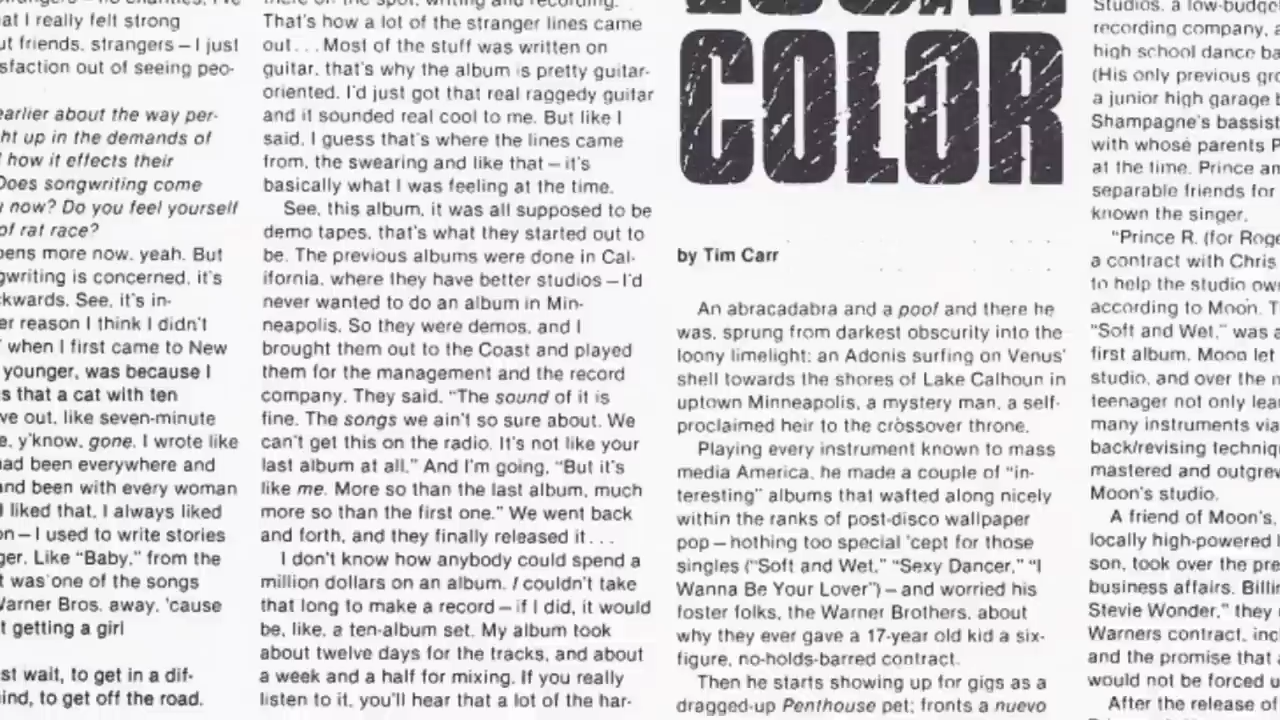 at I really felt strong
ut friends, strangers – I just
sfaction out of seeing peo-
earlier about the way per-
ht up in the demands of
how it effects their
Does songwriting come
now? Do you feel yourself
of rat race?
pens more now, yeah. But
gwriting is concerned, it's
kwards. See, it's in-
er reason I think I didn't
when I first came to New
younger, was because I
s that a cat with ten
ve out, like seven-minute
e, y'know, gone. I wrote like
had been everywhere and
and been with every woman
I liked that. I always liked
on – I used to write stories
ger. Like “Baby,” from the
t was one of the songs
Warner Bros. away, 'cause
t getting a girl
st wait, to get in a dif-
ind, to get off the road.
there on the spot, writing and recording.
That's how a lot of the stranger lines came
out... Most of the stuff was written on
guitar, that's why the album is pretty guitar-
oriented. I'd just got that real raggedy guitar
and it sounded real cool to me. But like I
said, I guess that's where the lines came
from, the swearing and like that – it's
basically what I was feeling at the time.
See, this album, it was all supposed to be
demo tapes, that's what they started out to
be. The previous albums were done in Cal-
ifornia, where they have better studios – I'd
never wanted to do an album in Min-
neapolis. So they were demos, and I
brought them out to the Coast and played
them for the management and the record
company. They said, “The sound of it is
fine. The songs we ain't so sure about. We
can't get this on the radio. It's not like your
last album at all.” And I'm going, “But it's
like me. More so than the last album, much
more so than the first one.” We went back
and forth, and they finally released it...
I don't know how anybody could spend a
million dollars on an album. I couldn't take
that long to make a record – if I did, it would
be, like, a ten-album set. My album took
about twelve days for the tracks, and about
a week and a half for mixing. If you really
listen to it, you'll hear that a lot of the har-
COLOR
by Tim Carr
An abracadabra and a poof and there he
was, sprung from darkest obscurity into the
loony limelight: an Adonis surfing on Venus'
shell towards the shores of Lake Calhoun in
uptown Minneapolis, a mystery man, a self-
proclaimed heir to the crossover throne.
Playing every instrument known to mass
media America, he made a couple of “in-
teresting” albums that wafted along nicely
within the ranks of post-disco wallpaper
pop – nothing too special 'cept for those
singles (“Soft and Wet,” “Sexy Dancer,” “I
Wanna Be Your Lover”) – and worried his
foster folks, the Warner Brothers, about
why they ever gave a 17-year old kid a six-
figure, no-holds-barred contract.
Then he starts showing up for gigs as a
dragged-up Penthouse pet; fronts a nuevo
Studios, a low-budge
recording company, a
high school dance ba
(His only previous gro
a junior high garage
Shampagne's bassist
with whose parents P
at the time. Prince an
separable friends for
known the singer.
“Prince R. (for Roge
a contract with Chris
to help the studio ow
according to Moon. T
“Soft and Wet,” was a
first album. Moon let
studio, and over the
teenager not only lea
many instruments via
back/revising techniq
mastered and outgrew
Moon's studio.
A friend of Moon's,
locally high-powered
son, took over the pre
business affairs. Billi
Stevie Wonder,” they
Warners contract, inc
and the promise that
would not be forced u
After the release of